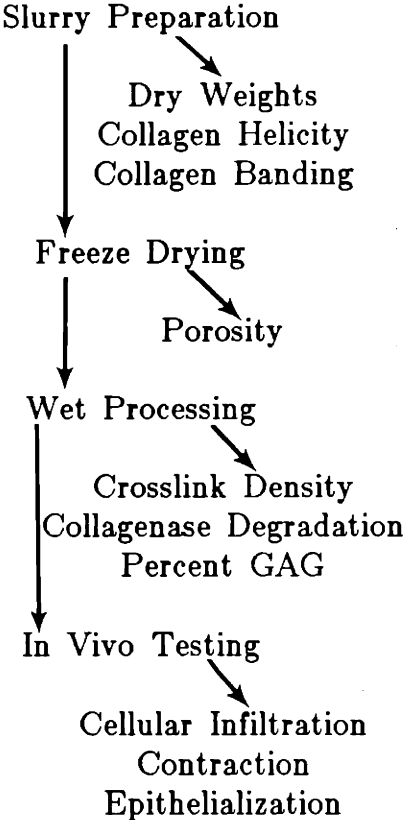 Slurry Preparation
Dry Weights
Collagen Helicity
Collagen Banding
Freeze Drying
Porosity
Wet Processing
Crosslink Density
Collagenase Degradation
Percent GAG
In Vivo Testing
Cellular Infiltration
Contraction
Epithelialization